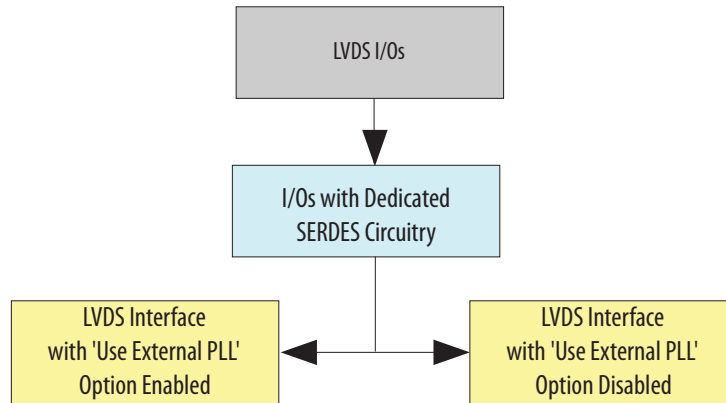 LVDS I/Os
I/Os with Dedicated
SERDES Circuitry
LVDS Interface
with 'Use External PLL'
Option Enabled
LVDS Interface
with 'Use External PLL'
Option Disabled